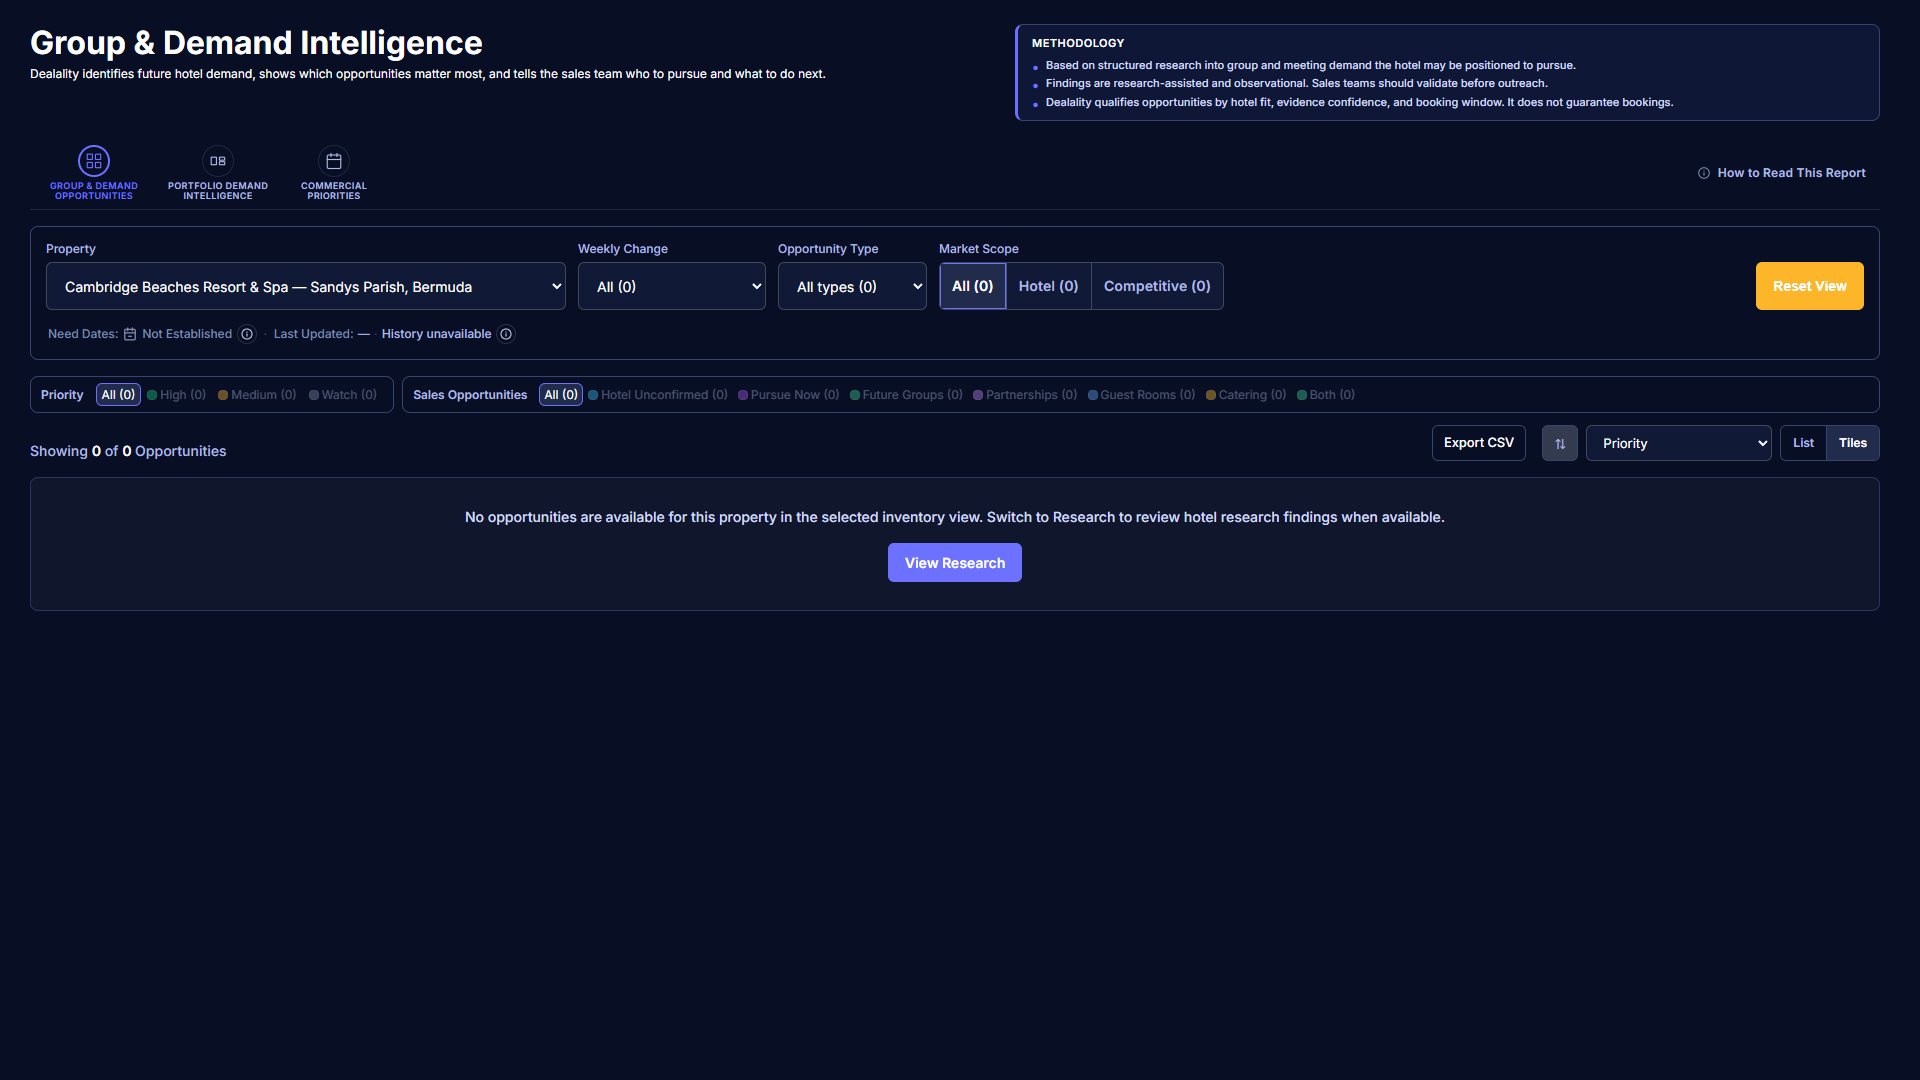 Group & Demand Intelligence
Dealality identifies future hotel demand, shows which opportunities matter most, and tells the sales team who to pursue and what to do next.
METHODOLOGY
Based on structured research into group and meeting demand the hotel may be positioned to pursue.
Findings are research-assisted and observational. Sales teams should validate before outreach.
Dealality qualifies opportunities by hotel fit, evidence confidence, and booking window. It does not guarantee bookings.
GROUP & DEMAND
OPPORTUNITIES
PORTFOLIO DEMAND
INTELLIGENCE
COMMERCIAL
PRIORITIES
How to Read This Report
Property
Weekly Change
Opportunity Type
Market Scope
Cambridge Beaches Resort & Spa — Sandys Parish, Bermuda
All (0)
All types (0)
All (0)
Hotel (0)
Competitive (0)
Reset View
Need Dates: Not Established · Last Updated: — · History unavailable
Priority All (0) High (0) Medium (0) Watch (0)
Sales Opportunities All (0) Hotel Unconfirmed (0) Pursue Now (0) Future Groups (0) Partnerships (0) Guest Rooms (0) Catering (0) Both (0)
Showing 0 of 0 Opportunities
Export CSV
Priority
List
Tiles
No opportunities are available for this property in the selected inventory view. Switch to Research to review hotel research findings when available.
View Research